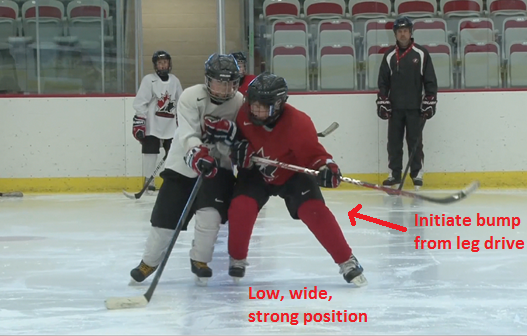 Initiate bump
from leg drive
Low, wide,
strong position